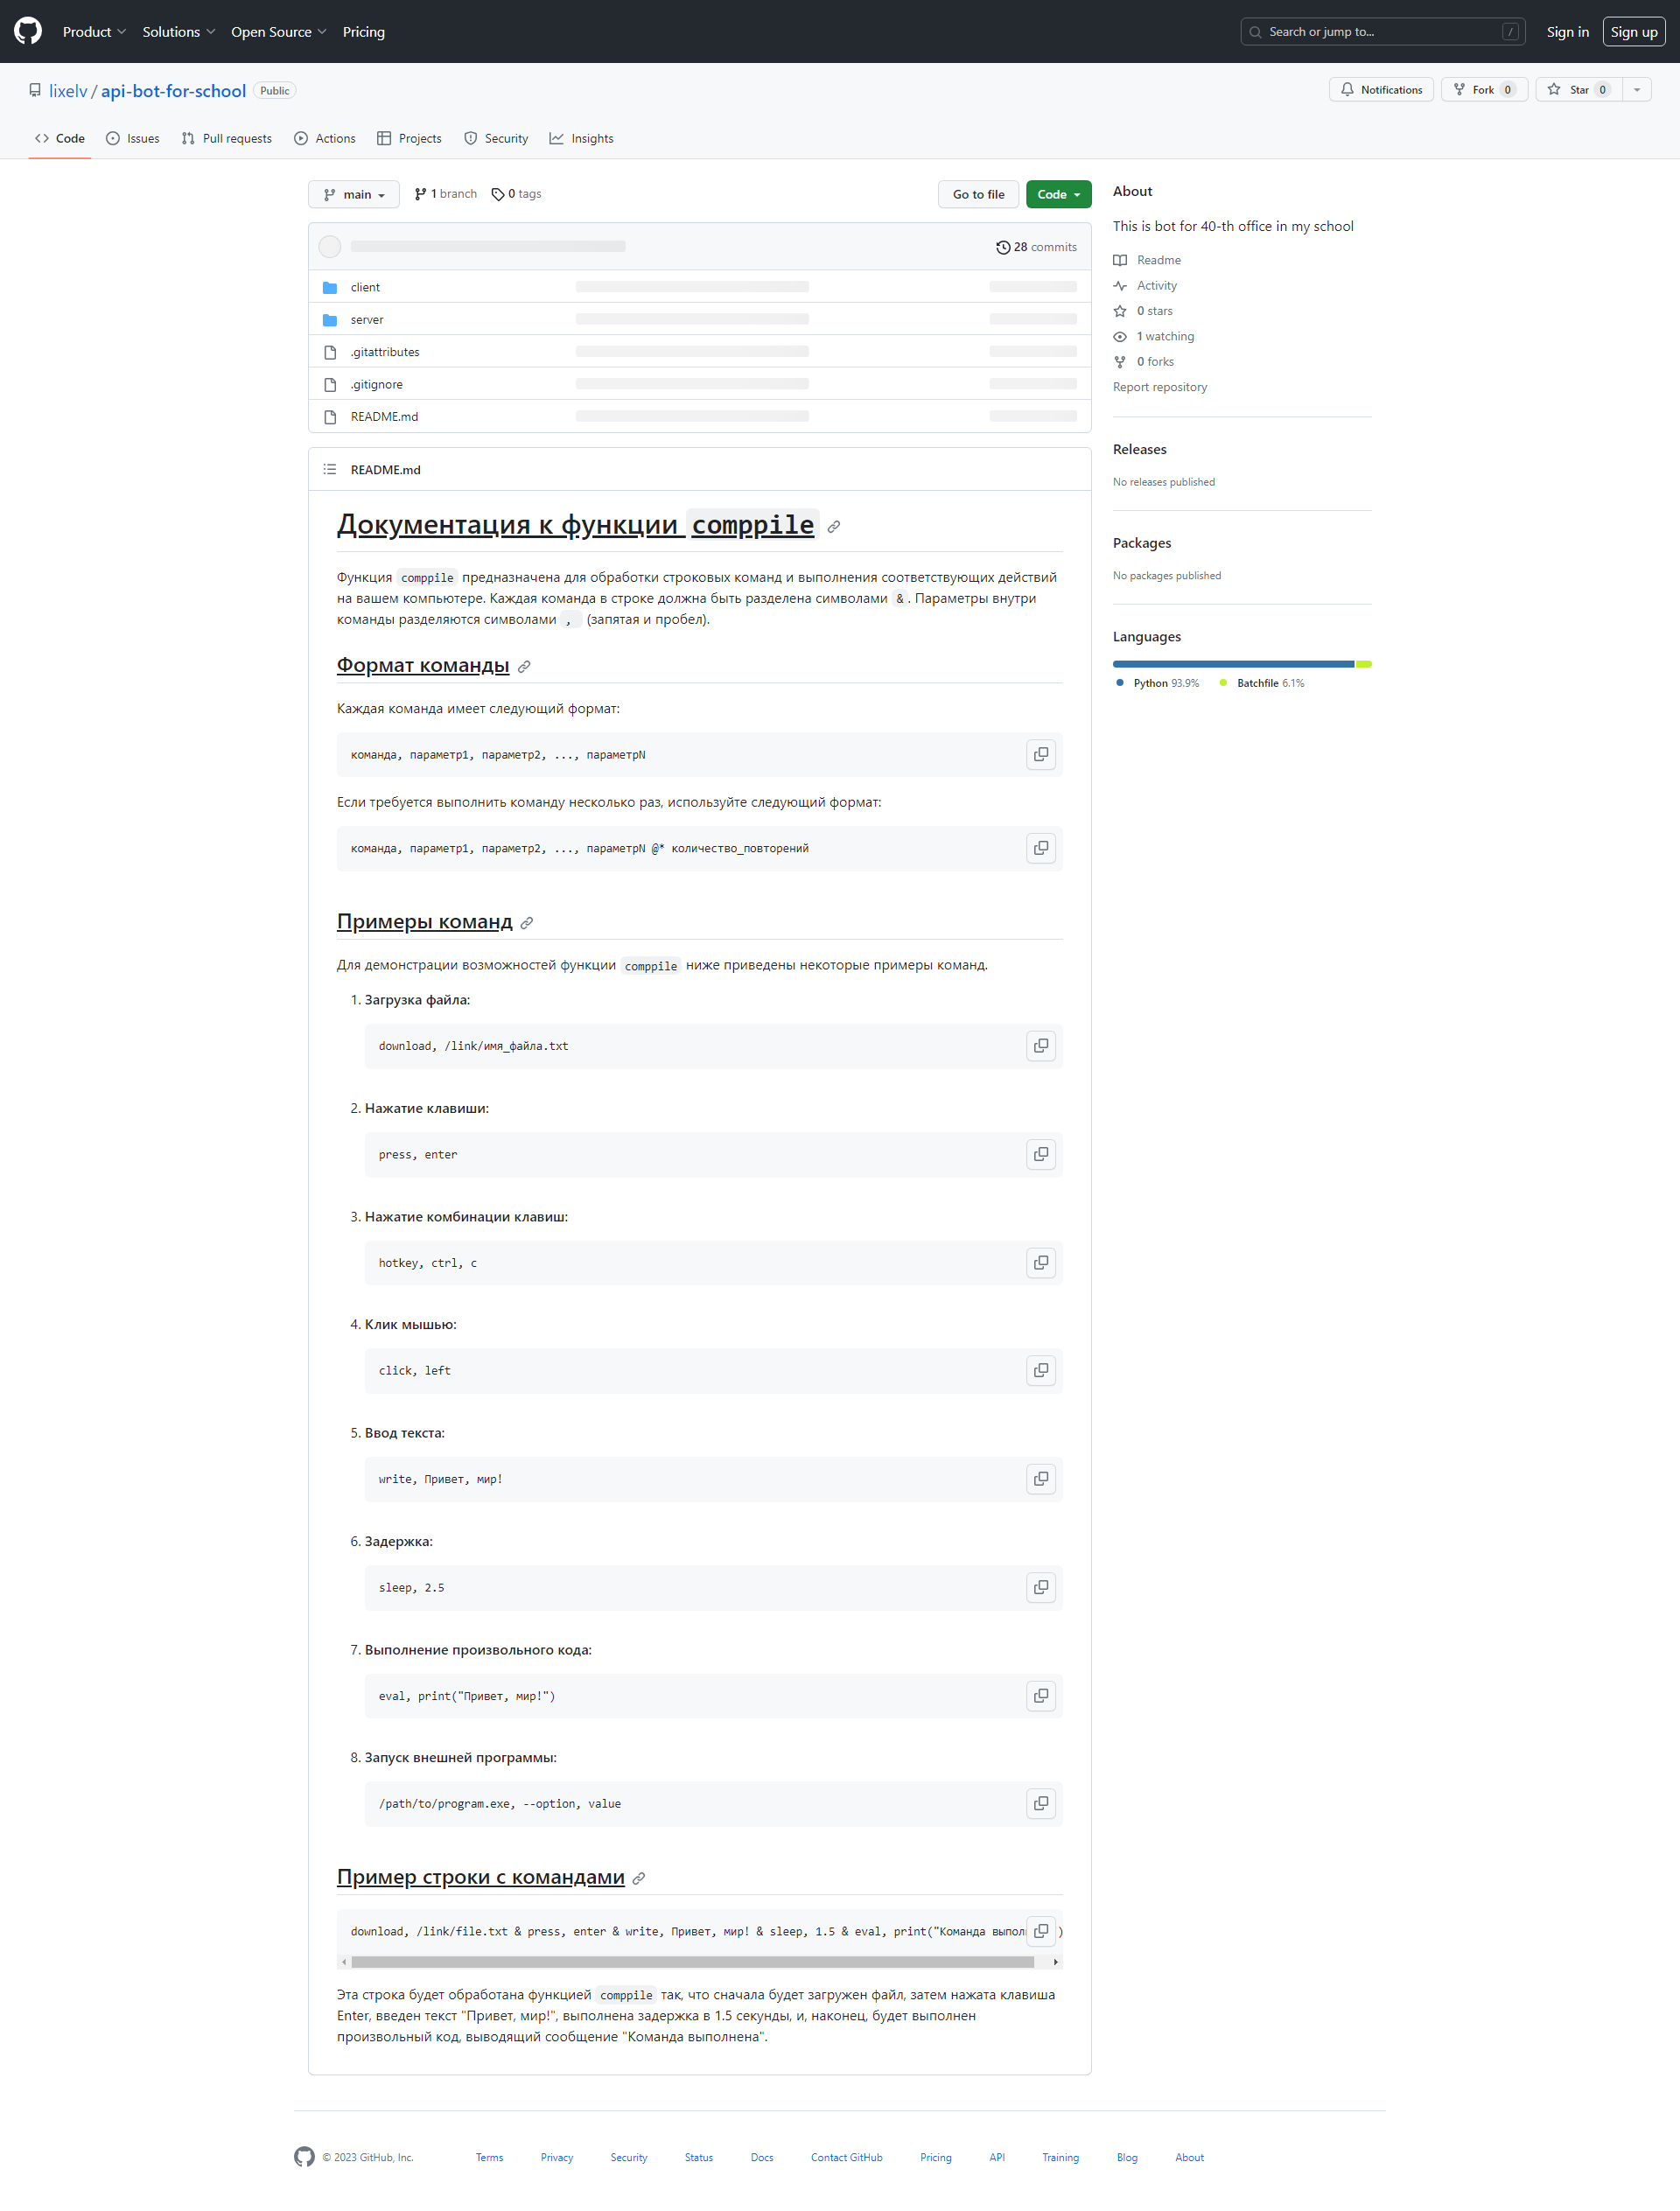 Product Solutions Open Source Pricing Search or jump to... / Sign in Sign up
lixelv / api-bot-for-school Public Notifications Fork 0 Star 0
Code Issues Pull requests Actions Projects Security Insights
main 1 branch 0 tags Go to file Code
28 commits
client
server
.gitattributes
.gitignore
README.md
README.md
Документация к функции comppile
Функция comppile предназначена для обработки строковых команд и выполнения соответствующих действий
на вашем компьютере. Каждая команда в строке должна быть разделена символами & . Параметры внутри
команды разделяются символами , (запятая и пробел).
Формат команды
Каждая команда имеет следующий формат:
команда, параметр1, параметр2, ..., параметрN
Если требуется выполнить команду несколько раз, используйте следующий формат:
команда, параметр1, параметр2, ..., параметрN @* количество_повторений
Примеры команд
Для демонстрации возможностей функции comppile ниже приведены некоторые примеры команд.
1. Загрузка файла:
download, /link/имя_файла.txt
2. Нажатие клавиши:
press, enter
3. Нажатие комбинации клавиш:
hotkey, ctrl, c
4. Клик мышью:
click, left
5. Ввод текста:
write, Привет, мир!
6. Задержка:
sleep, 2.5
7. Выполнение произвольного кода:
eval, print("Привет, мир!")
8. Запуск внешней программы:
/path/to/program.exe, --option, value
Пример строки с командами
download, /link/file.txt & press, enter & write, Привет, мир! & sleep, 1.5 & eval, print("Команда выпол )
Эта строка будет обработана функцией comppile так, что сначала будет загружен файл, затем нажата клавиша
Enter, введен текст "Привет, мир!", выполнена задержка в 1.5 секунды, и, наконец, будет выполнен
произвольный код, выводящий сообщение "Команда выполнена".
About
This is bot for 40-th office in my school
Readme
Activity
0 stars
1 watching
0 forks
Report repository
Releases
No releases published
Packages
No packages published
Languages
Python 93.9% Batchfile 6.1%
© 2023 GitHub, Inc. Terms Privacy Security Status Docs Contact GitHub Pricing API Training Blog About